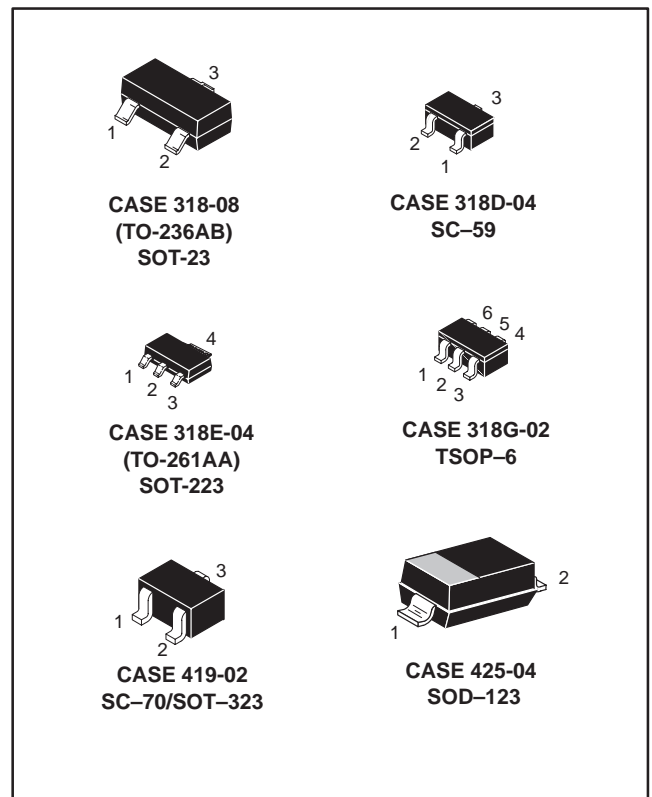 3
1
2
CASE 318-08
(TO-236AB)
SOT-23
3
2
1
CASE 318D-04
SC–59
4
1
2
3
CASE 318E-04
(TO-261AA)
SOT-223
6
5
4
1
2
3
CASE 318G-02
TSOP–6
3
1
2
CASE 419-02
SC–70/SOT–323
2
1
CASE 425-04
SOD–123